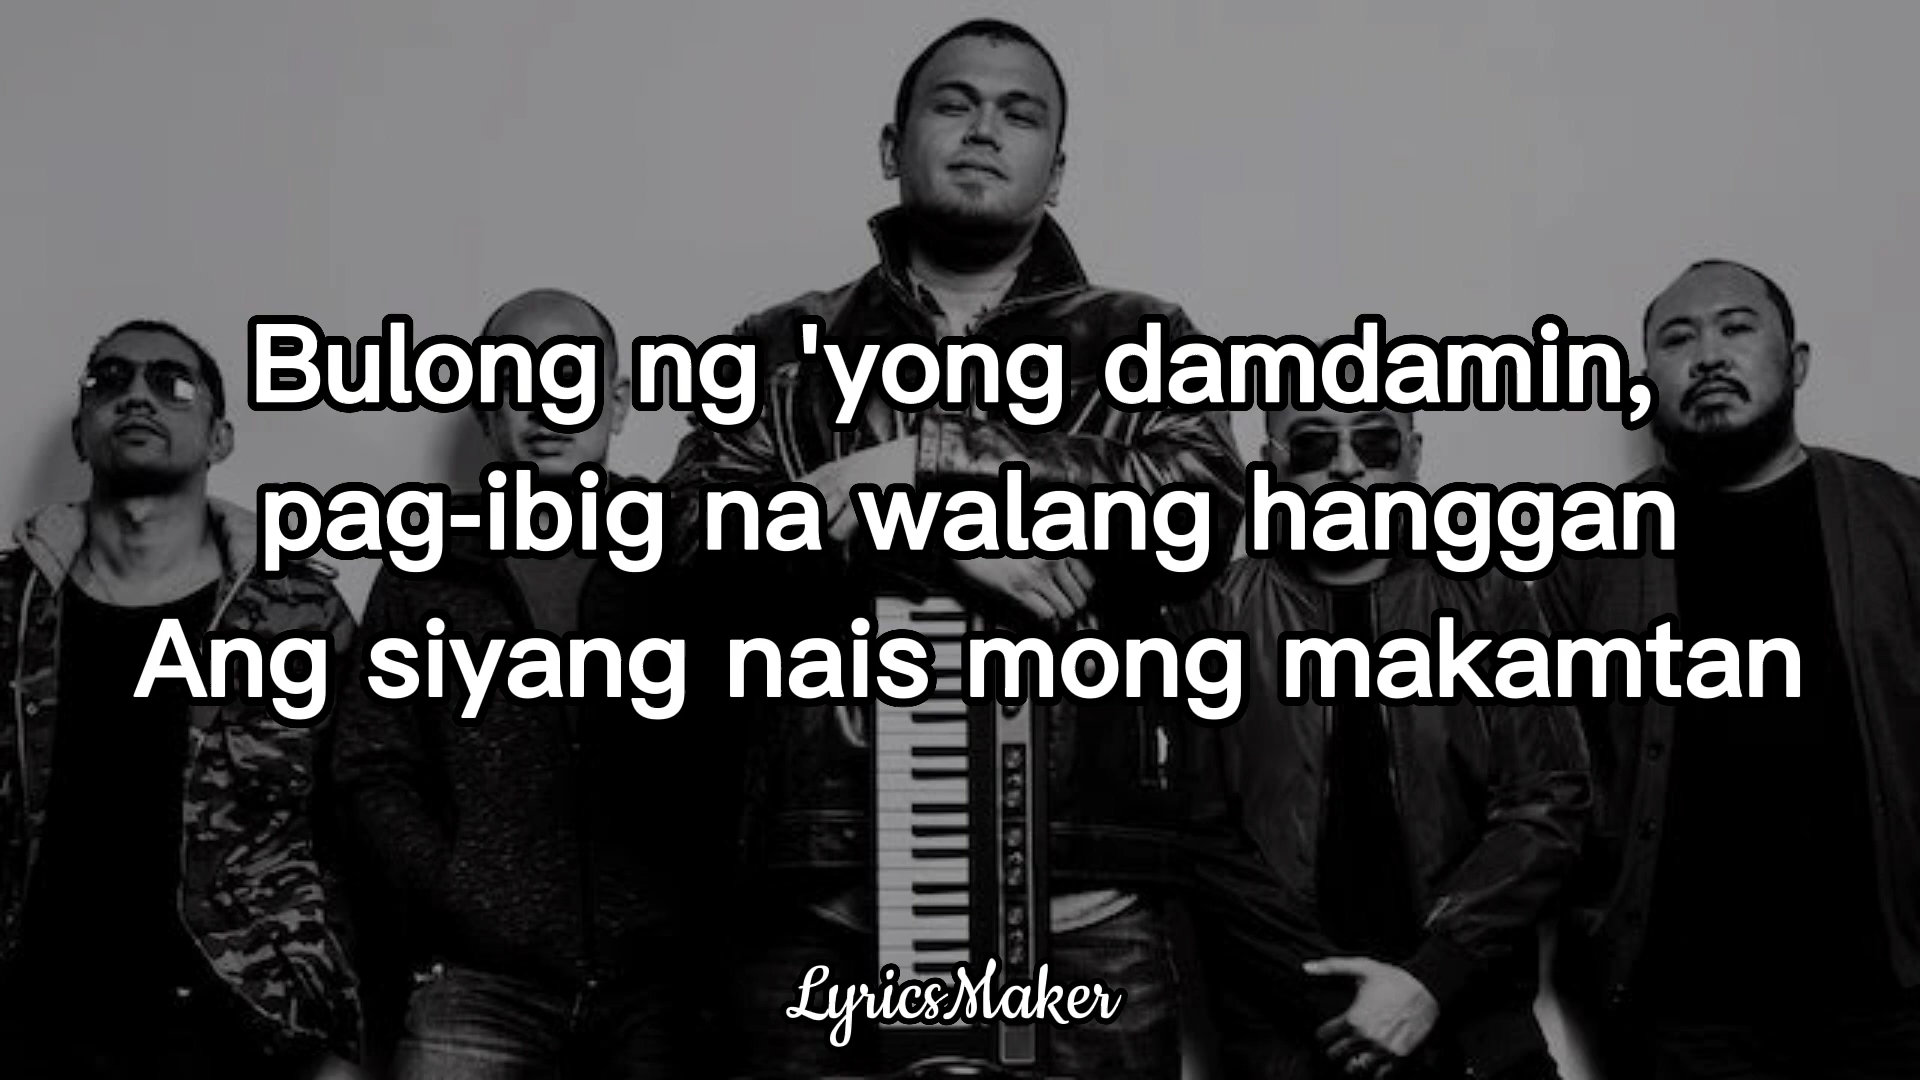 Bulong ng 'yong damdamin,
pag-ibig na walang hanggan
Ang siyang nais mong makamtan
LyricsMaker